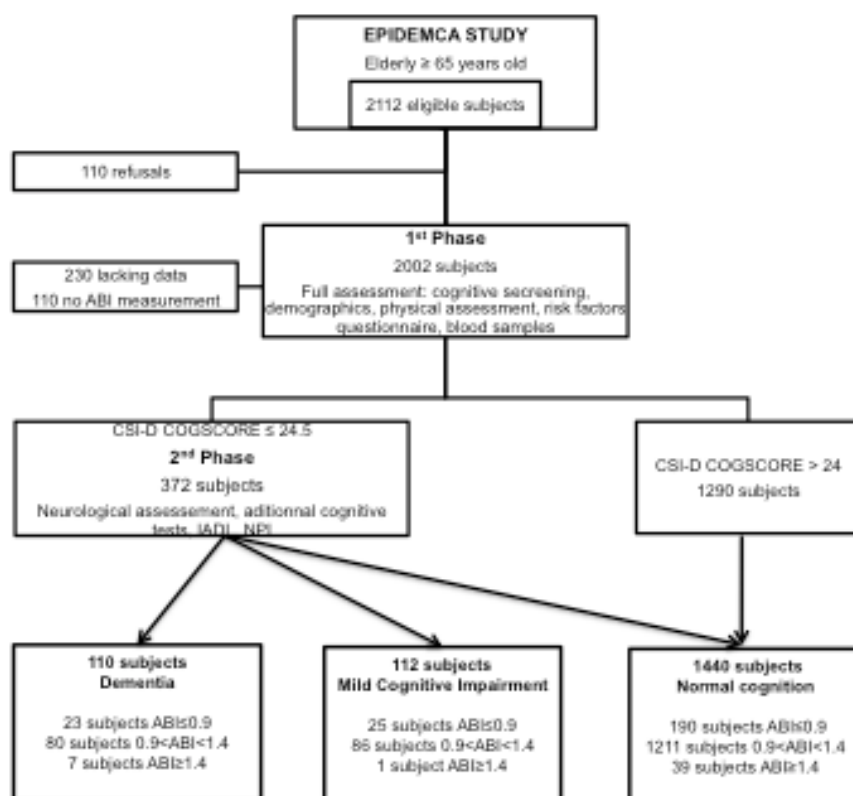 EPIDEMCA STUDY
Elderly ≥ 65 years old
2112 eligible subjects
110 refusals
1st Phase
2002 subjects
Full assessment: cognitive secreening,
demographics, physical assessment, risk factors
questionnaire, blood samples
230 lacking data
110 no ABI measurement
CSI-D COGSCORE ≤ 24.5
2nd Phase
372 subjects
Neurological assessement, aditionnal cognitive
tests, IADL, NPI
CSI-D COGSCORE > 24
1290 subjects
110 subjects
Dementia
23 subjects ABI≤0.9
80 subjects 0.9<ABI<1.4
7 subjects ABI≥1.4
112 subjects
Mild Cognitive Impairment
25 subjects ABI≤0.9
86 subjects 0.9<ABI<1.4
1 subject ABI≥1.4
1440 subjects
Normal cognition
190 subjects ABI≤0.9
1211 subjects 0.9<ABI<1.4
39 subjects ABI≥1.4